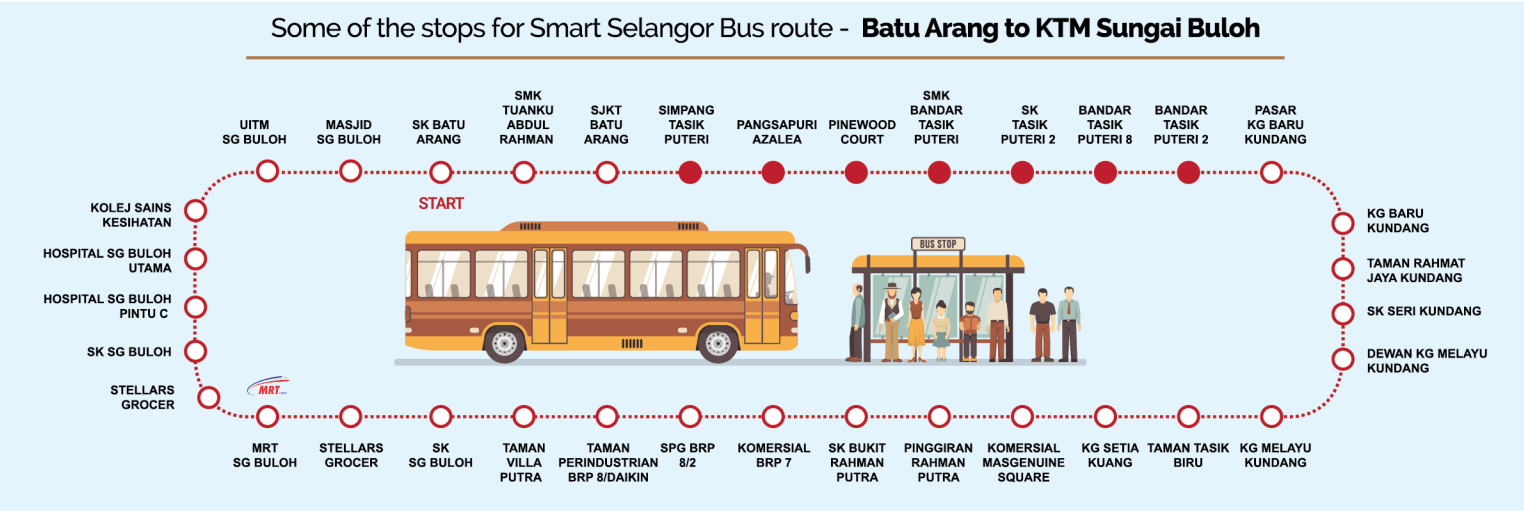 Some of the stops for Smart Selangor Bus route - Batu Arang to KTM Sungai Buloh
UITM
SG BULOH
MASJID
SG BULOH
SK BATU
ARANG
SMK
TUANKU
ABDUL
RAHMAN
SJKT
BATU
ARANG
SIMPANG
TASIK
PUTERI
PANGSAPURI
AZALEA
PINEWOOD
COURT
SMK
BANDAR
TASIK
PUTERI
SK
TASIK
PUTERI 2
BANDAR
TASIK
PUTERI 8
BANDAR
TASIK
PUTERI 2
PASAR
KG BARU
KUNDANG
START
KG BARU
KUNDANG
TAMAN RAHMAT
JAYA KUNDANG
SK SERI KUNDANG
DEWAN KG MELAYU
KUNDANG
BUS STOP
KOLEJ SAINS
KESIHATAN
HOSPITAL SG BULOH
UTAMA
HOSPITAL SG BULOH
PINTU C
SK SG BULOH
STELLARS
GROCER
MRT
MRT
SG BULOH
STELLARS
GROCER
SK
SG BULOH
TAMAN
VILLA
PUTRA
TAMAN
PERINDUSTRIAN
BRP 8/DAIKIN
SPG BRP
8/2
KOMERSIAL
BRP 7
SK BUKIT
RAHMAN
PUTRA
PINGGIRAN
RAHMAN
PUTRA
KOMERSIAL
MASGENUINE
SQUARE
KG SETIA
KUANG
TAMAN TASIK
BIRU
KG MELAYU
KUNDANG